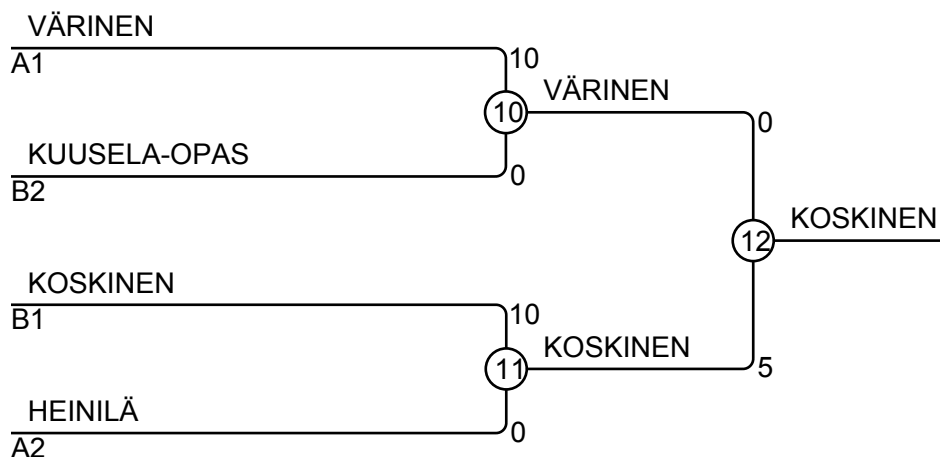 VÄRINEN
A1
10
10
VÄRINEN
0
KUUSELA-OPAS
B2
0
12
KOSKINEN
KOSKINEN
B1
10
11
KOSKINEN
5
HEINILÄ
A2
0